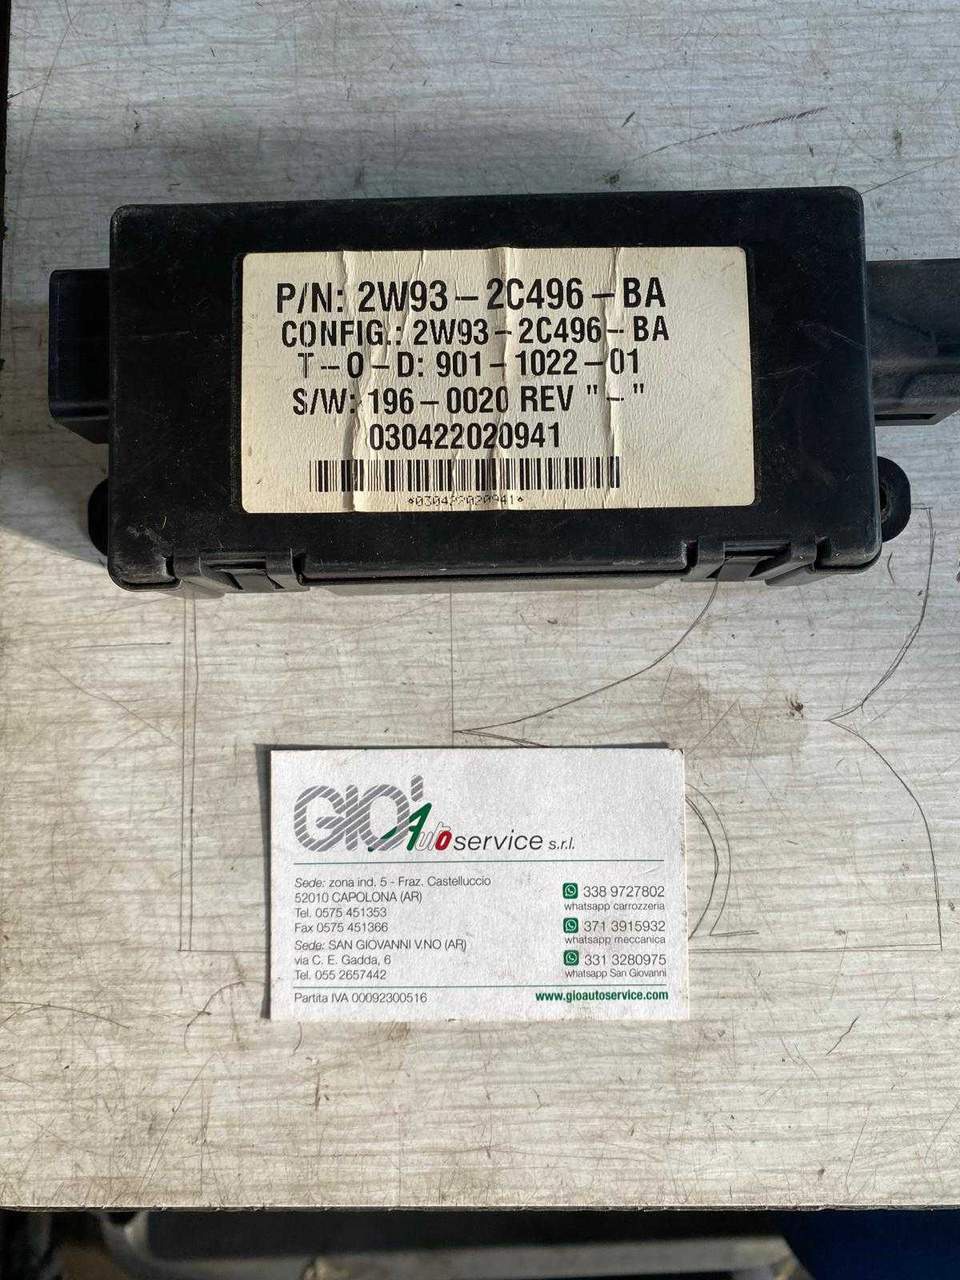 P/N: 2W93-2C496-BA
CONFIG.: 2W93-2C496-BA
T-O-D: 901-1022-01
S/W: 196-0020 REV "-"
030422020941
*030422020941*
GIO' Autoservice s.r.l.
Sede: zona ind. 5 - Fraz. Castelluccio
52010 CAPOLONA (AR)
Tel. 0575 451353
Fax 0575 451366
Sede: SAN GIOVANNI V.NO (AR)
via C. E. Gadda, 6
Tel. 055 2657442
338 9727802
whatsapp carrozzeria
371 3915932
whatsapp meccanica
331 3280975
whatsapp San Giovanni
Partita IVA 00092300516
www.gioautoservice.com